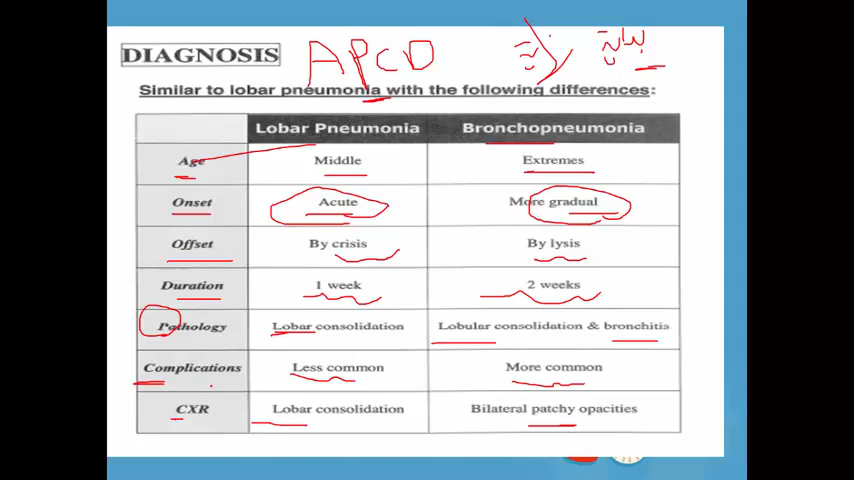 DIAGNOSIS APCD بداية
Similar to lobar pneumonia with the following differences:
Lobar Pneumonia Bronchopneumonia
Age Middle Extremes
Onset Acute More gradual
Offset By crisis By lysis
Duration 1 week 2 weeks
Pathology Lobar consolidation Lobular consolidation & bronchitis
Complications Less common More common
CXR Lobar consolidation Bilateral patchy opacities